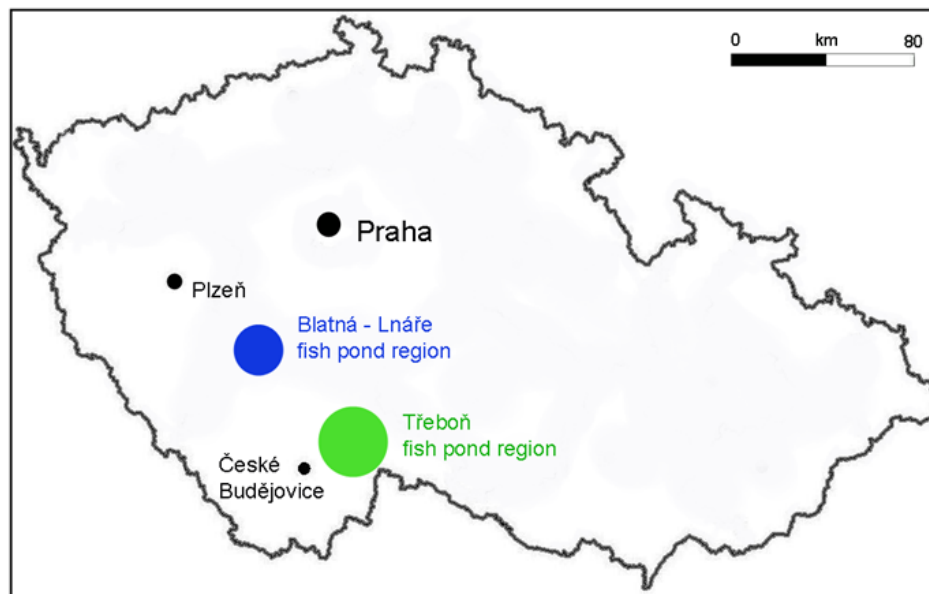 0 km 80
Praha
Plzeň
Blatná - Lnáře
fish pond region
Třeboň
fish pond region
České
Budějovice